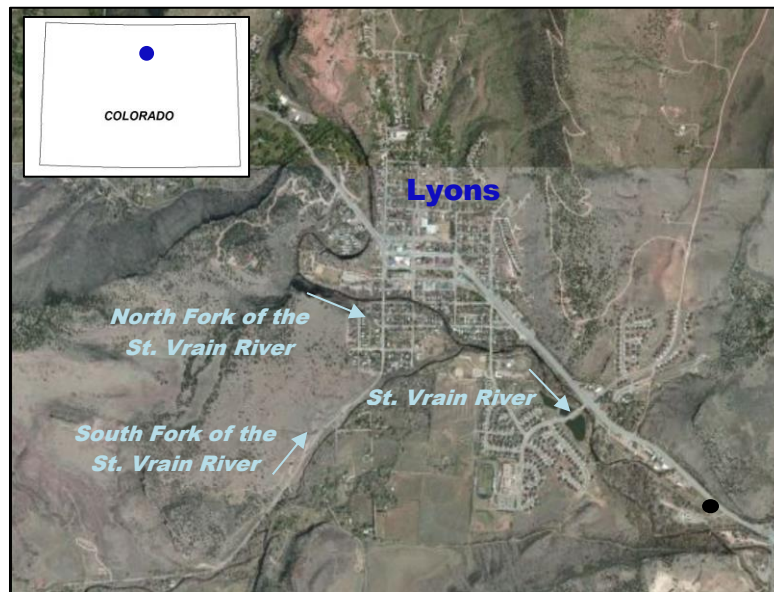 COLORADO
Lyons
North Fork of the
St. Vrain River
St. Vrain River
South Fork of the
St. Vrain River